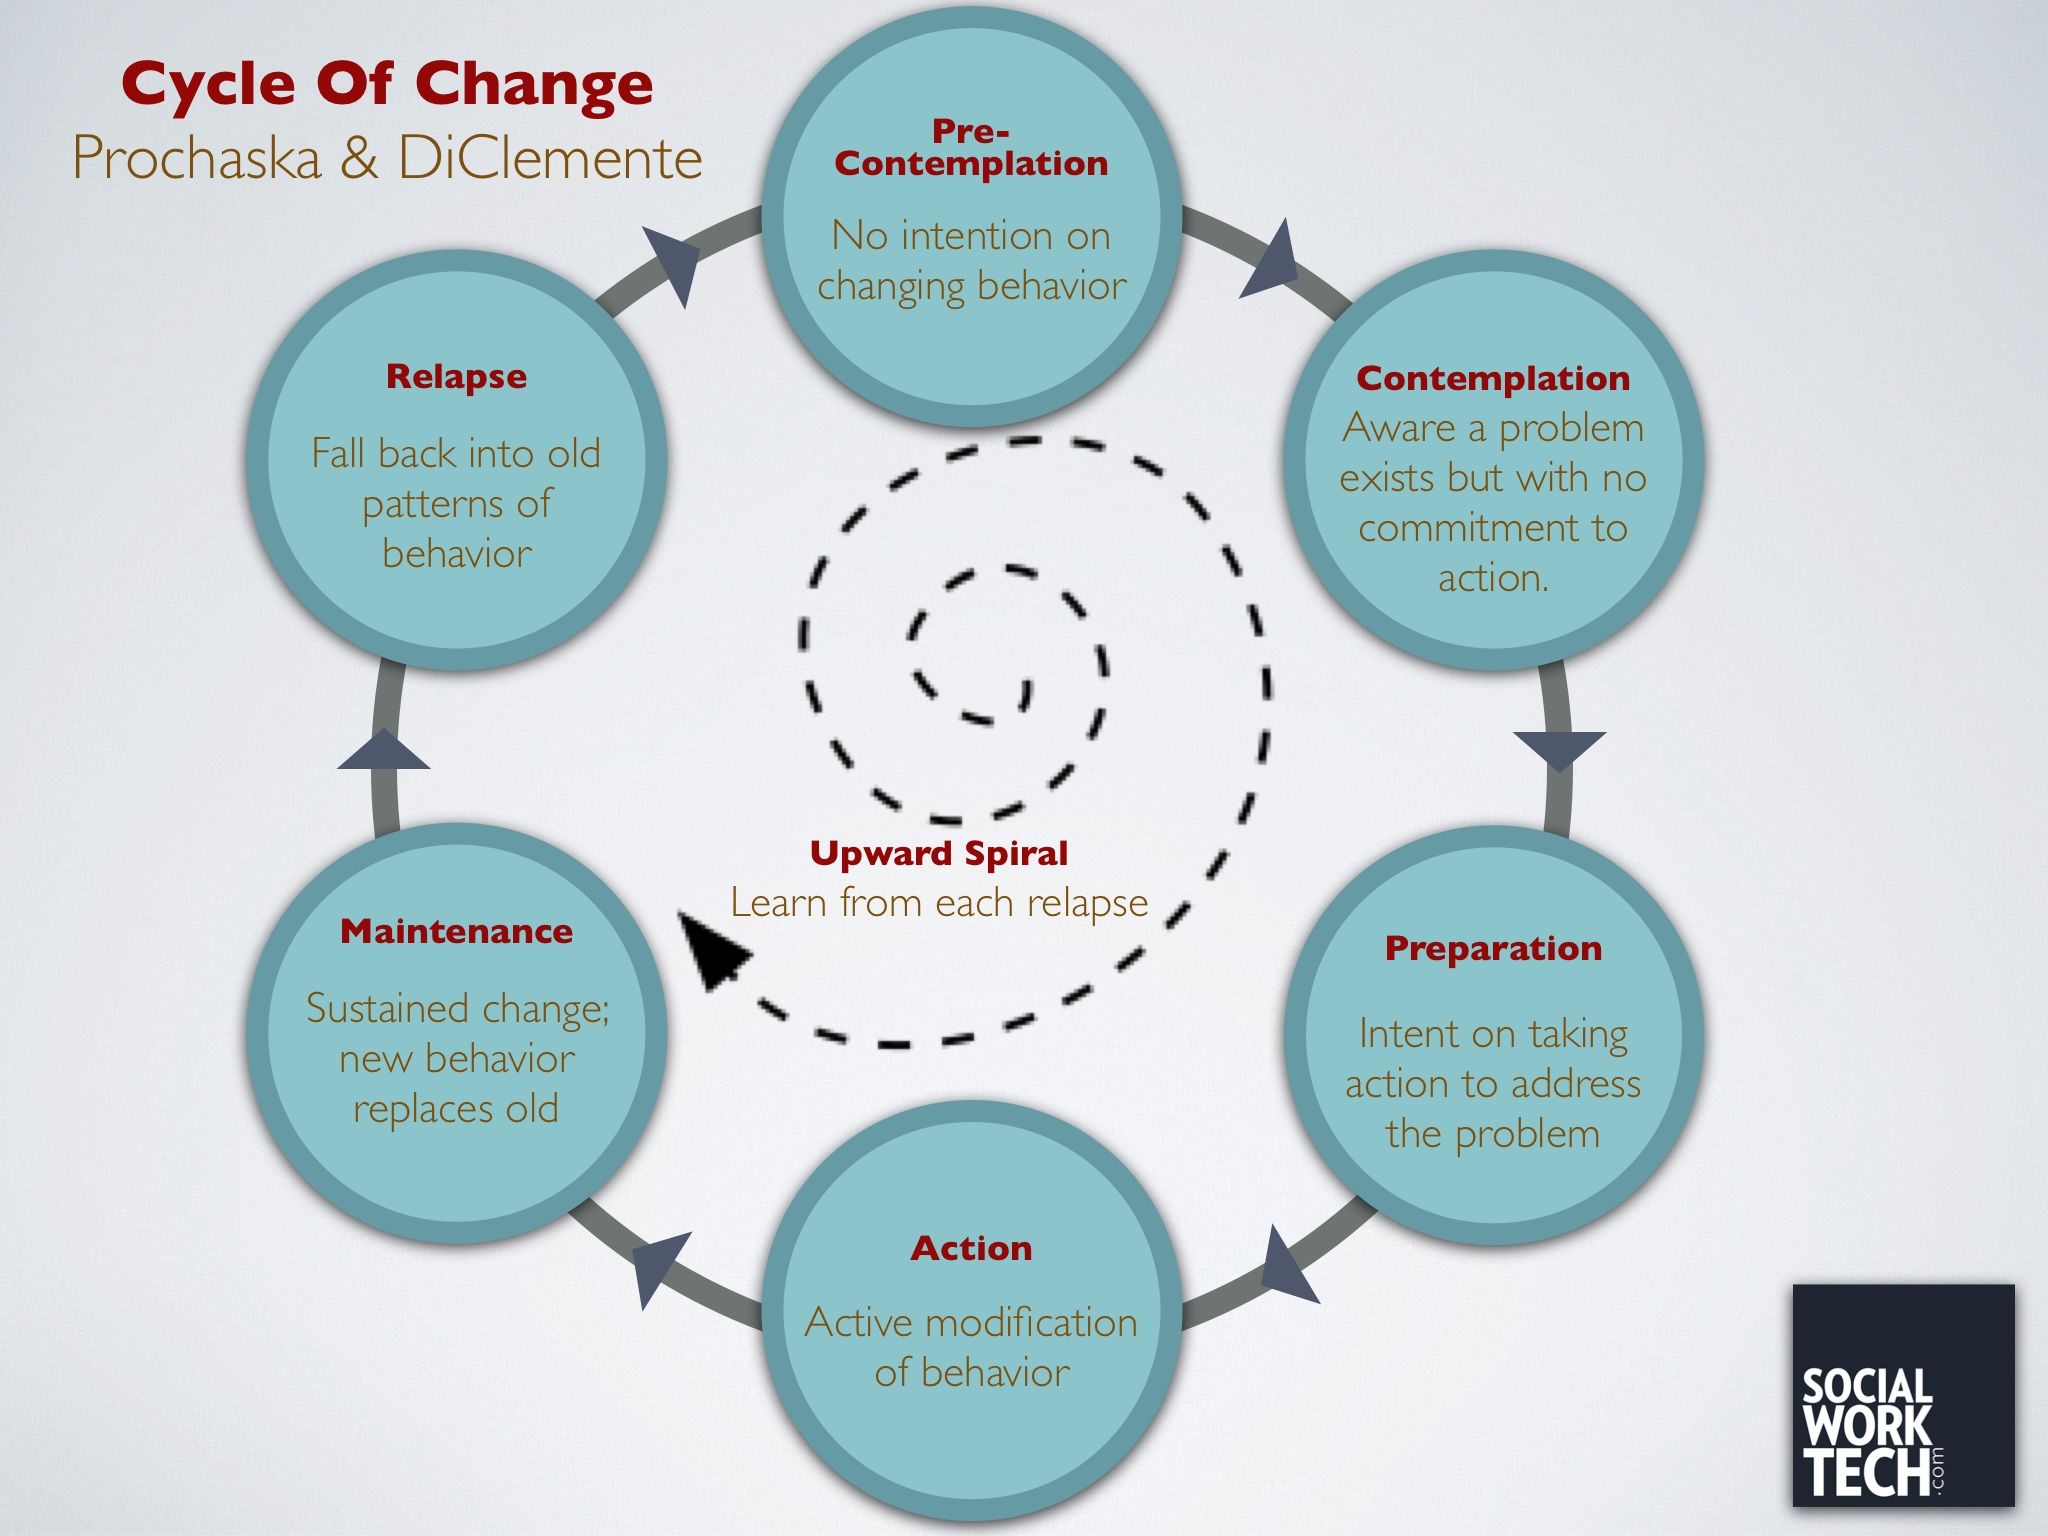 Cycle Of Change
Prochaska & DiClemente
Pre-
Contemplation
No intention on
changing behavior
Contemplation
Aware a problem
exists but with no
commitment to
action.
Preparation
Intent on taking
action to address
the problem
Action
Active modification
of behavior
Maintenance
Sustained change;
new behavior
replaces old
Relapse
Fall back into old
patterns of
behavior
Upward Spiral
Learn from each relapse
SOCIAL
WORK
TECH
.com